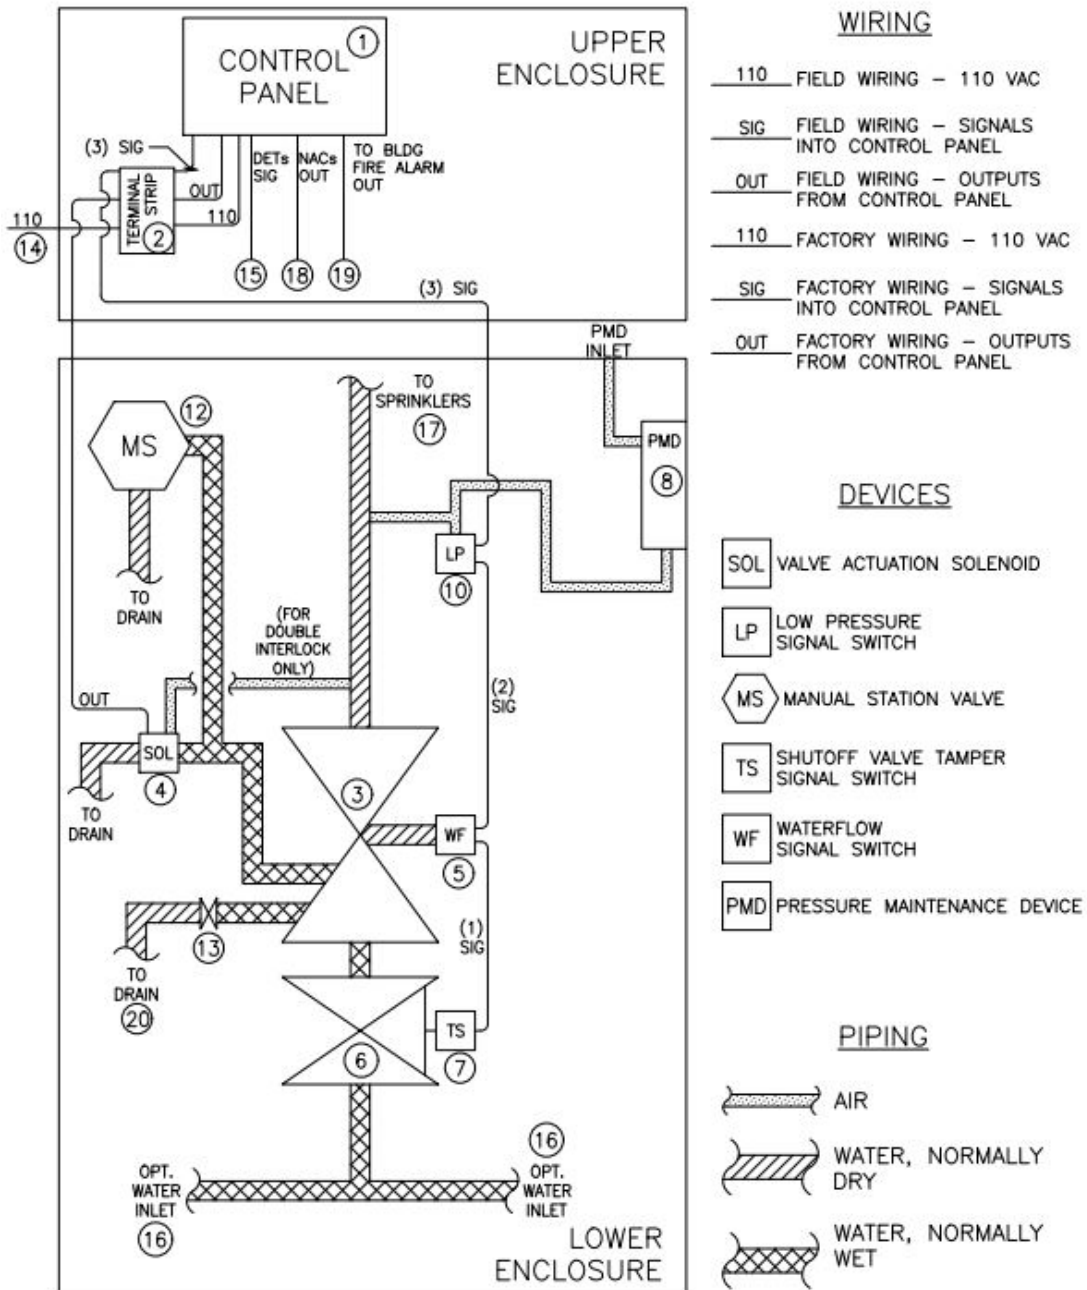 UPPER
ENCLOSURE
CONTROL
PANEL
1
(3) SIG
DETs
SIG
NACs
OUT
TO BLDG
FIRE ALARM
OUT
TERMINAL
STRIP
2
OUT
110
110
14
15
18
19
(3) SIG
PMD
INLET
TO
SPRINKLERS
17
12
MS
PMD
8
LP
10
TO
DRAIN
(FOR
DOUBLE
INTERLOCK
ONLY)
(2)
SIG
OUT
SOL
4
TO
DRAIN
3
WF
5
13
(1)
SIG
TO
DRAIN
20
TS
7
6
16
OPT.
WATER
INLET
16
OPT.
WATER
INLET
LOWER
ENCLOSURE
WIRING
110 FIELD WIRING – 110 VAC
SIG FIELD WIRING – SIGNALS
INTO CONTROL PANEL
OUT FIELD WIRING – OUTPUTS
FROM CONTROL PANEL
110 FACTORY WIRING – 110 VAC
SIG FACTORY WIRING – SIGNALS
INTO CONTROL PANEL
OUT FACTORY WIRING – OUTPUTS
FROM CONTROL PANEL
DEVICES
SOL VALVE ACTUATION SOLENOID
LP LOW PRESSURE
SIGNAL SWITCH
MS MANUAL STATION VALVE
TS SHUTOFF VALVE TAMPER
SIGNAL SWITCH
WF WATERFLOW
SIGNAL SWITCH
PMD PRESSURE MAINTENANCE DEVICE
PIPING
AIR
WATER, NORMALLY
DRY
WATER, NORMALLY
WET